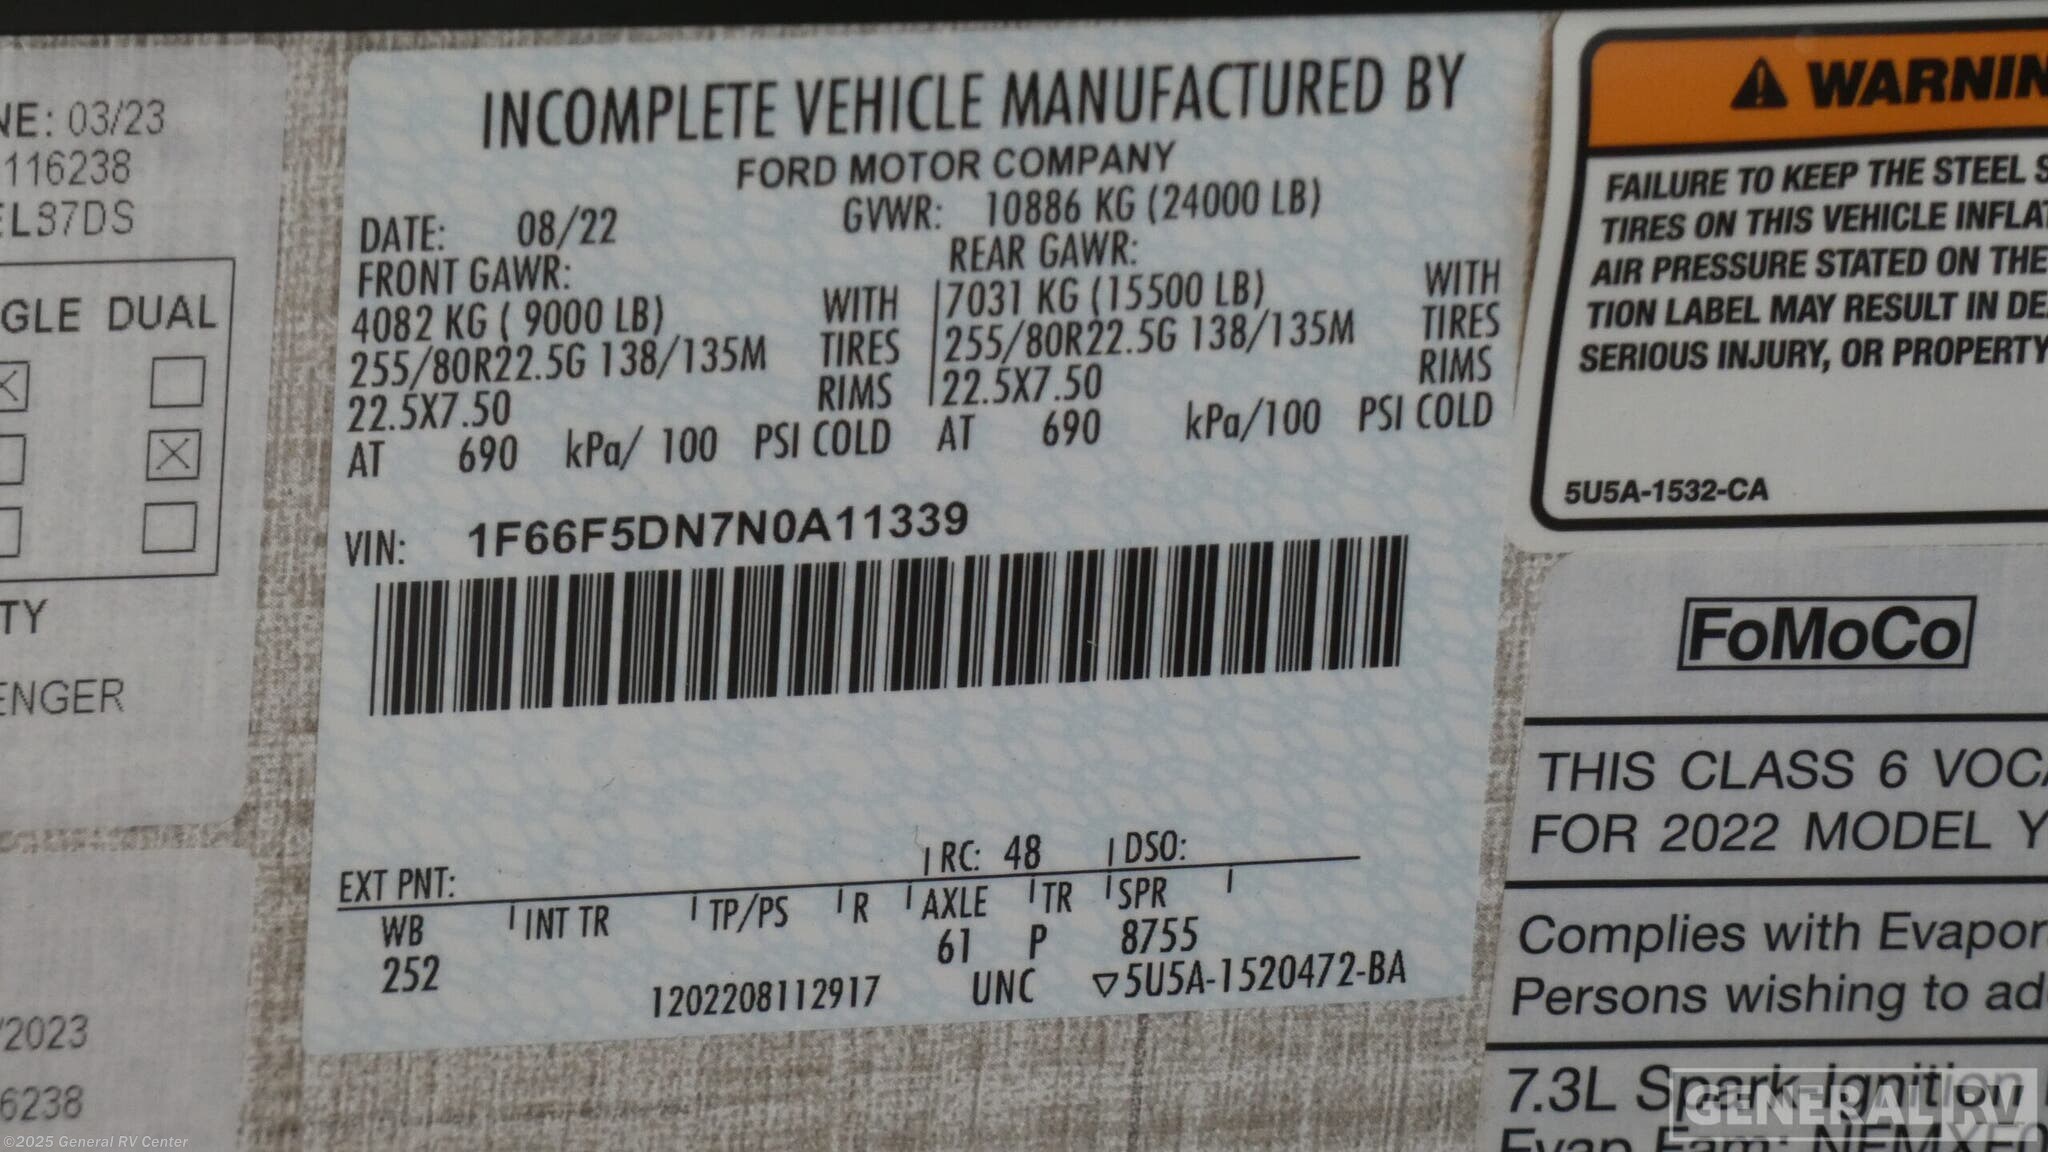 NE: 03/23
116238
EL37DS
GLE DUAL
TY
ENGER
/2023
6238
INCOMPLETE VEHICLE MANUFACTURED BY
FORD MOTOR COMPANY
DATE: 08/22 GVWR: 10886 KG (24000 LB)
FRONT GAWR: REAR GAWR:
4082 KG ( 9000 LB) WITH 7031 KG (15500 LB) WITH
255/80R22.5G 138/135M TIRES 255/80R22.5G 138/135M TIRES
22.5X7.50 RIMS 22.5X7.50 RIMS
AT 690 kPa/ 100 PSI COLD AT 690 kPa/100 PSI COLD
VIN: 1F66F5DN7N0A11339
EXT PNT: RC: 48 DSO:
WB INT TR TP/PS R AXLE TR SPR
252 61 P 8755
1202208112917 UNC ▽5U5A-1520472-BA
⚠ WARNIN
FAILURE TO KEEP THE STEEL S
TIRES ON THIS VEHICLE INFLAT
AIR PRESSURE STATED ON THE
TION LABEL MAY RESULT IN DE
SERIOUS INJURY, OR PROPERTY
5U5A-1532-CA
FoMoCo
THIS CLASS 6 VOCA
FOR 2022 MODEL Y
Complies with Evapor
Persons wishing to ad
7.3L Spark-Ignition
Evap Fam: NFMXF0
GENERAL RV
©2025 General RV Center